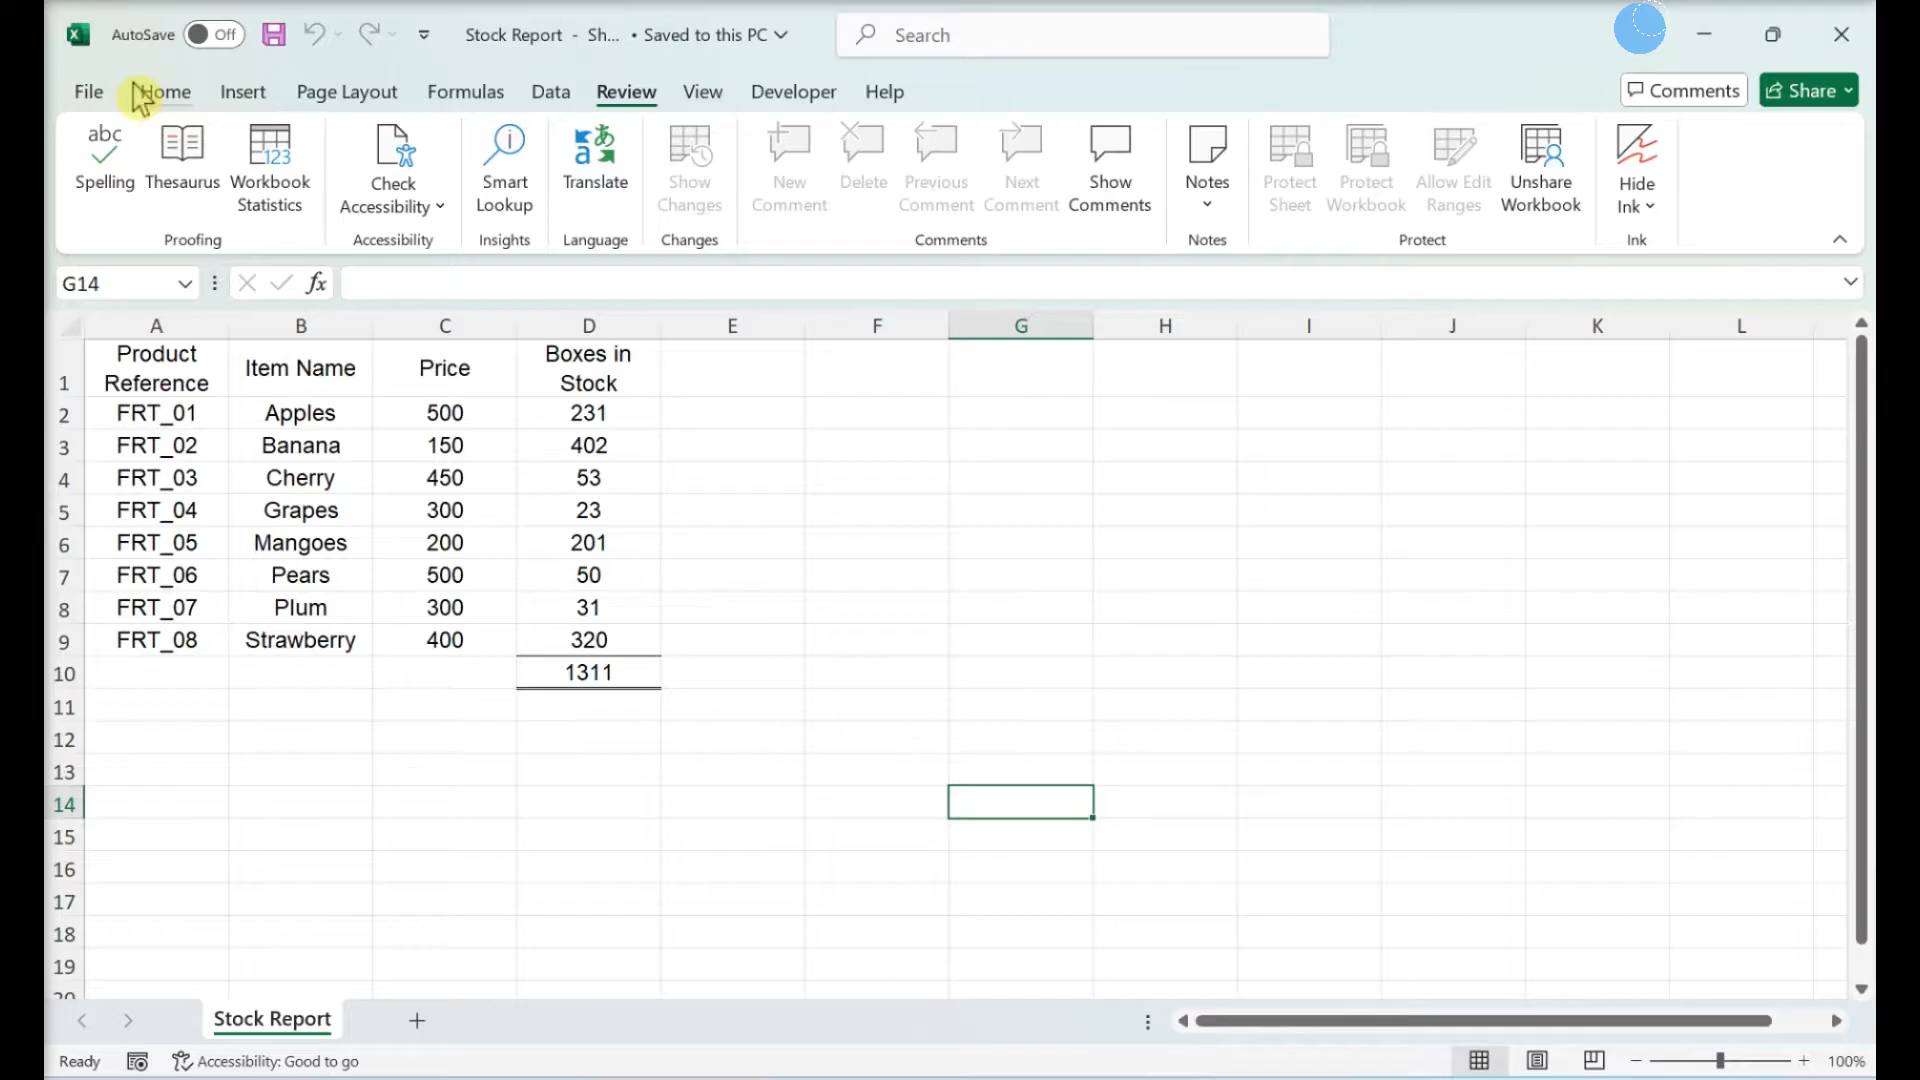 AutoSave Off Stock Report - Sh... • Saved to this PC Search
File Home Insert Page Layout Formulas Data Review View Developer Help Comments Share
abc
Spelling
Thesaurus
123
Workbook
Statistics
Proofing
Check
Accessibility
Accessibility
Smart
Lookup
Insights
a あ
Translate
Language
Show
Changes
Changes
New
Comment
Delete
Previous
Comment
Next
Comment
Show
Comments
Comments
Notes
Notes
Protect
Sheet
Protect
Workbook
Allow Edit
Ranges
Unshare
Workbook
Protect
Hide
Ink
Ink
G14 fx
A B C D E F G H I J K L
1 Product Reference Item Name Price Boxes in Stock
2 FRT_01 Apples 500 231
3 FRT_02 Banana 150 402
4 FRT_03 Cherry 450 53
5 FRT_04 Grapes 300 23
6 FRT_05 Mangoes 200 201
7 FRT_06 Pears 500 50
8 FRT_07 Plum 300 31
9 FRT_08 Strawberry 400 320
10 1311
11
12
13
14
15
16
17
18
19
20
Stock Report
Ready Accessibility: Good to go 100%